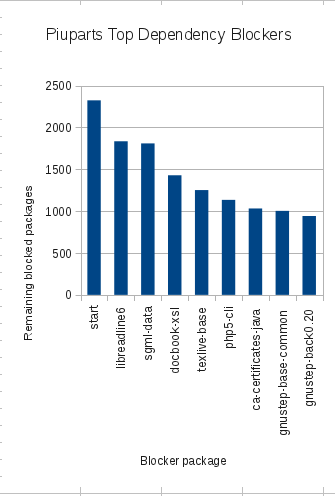 Piuparts Top Dependency Blockers
2500
2000
1500
1000
500
0
Remaining blocked packages
start
libreadline6
sgml-data
docbook-xsl
texlive-base
php5-cli
ca-certificates-java
gnustep-base-common
gnustep-back0.20
Blocker package